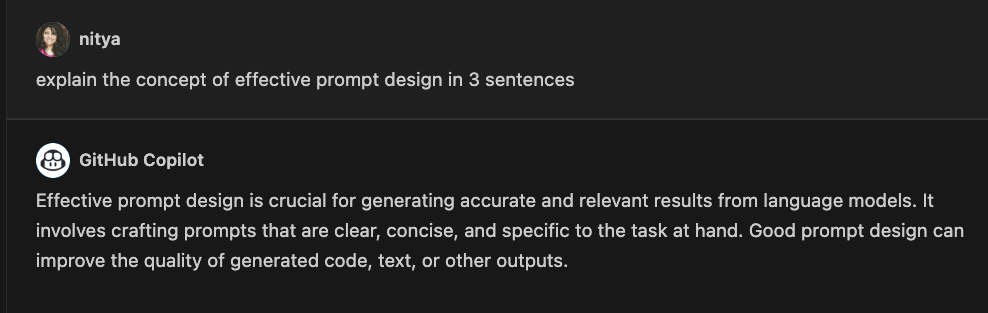 nitya
explain the concept of effective prompt design in 3 sentences
GitHub Copilot
Effective prompt design is crucial for generating accurate and relevant results from language models. It
involves crafting prompts that are clear, concise, and specific to the task at hand. Good prompt design can
improve the quality of generated code, text, or other outputs.